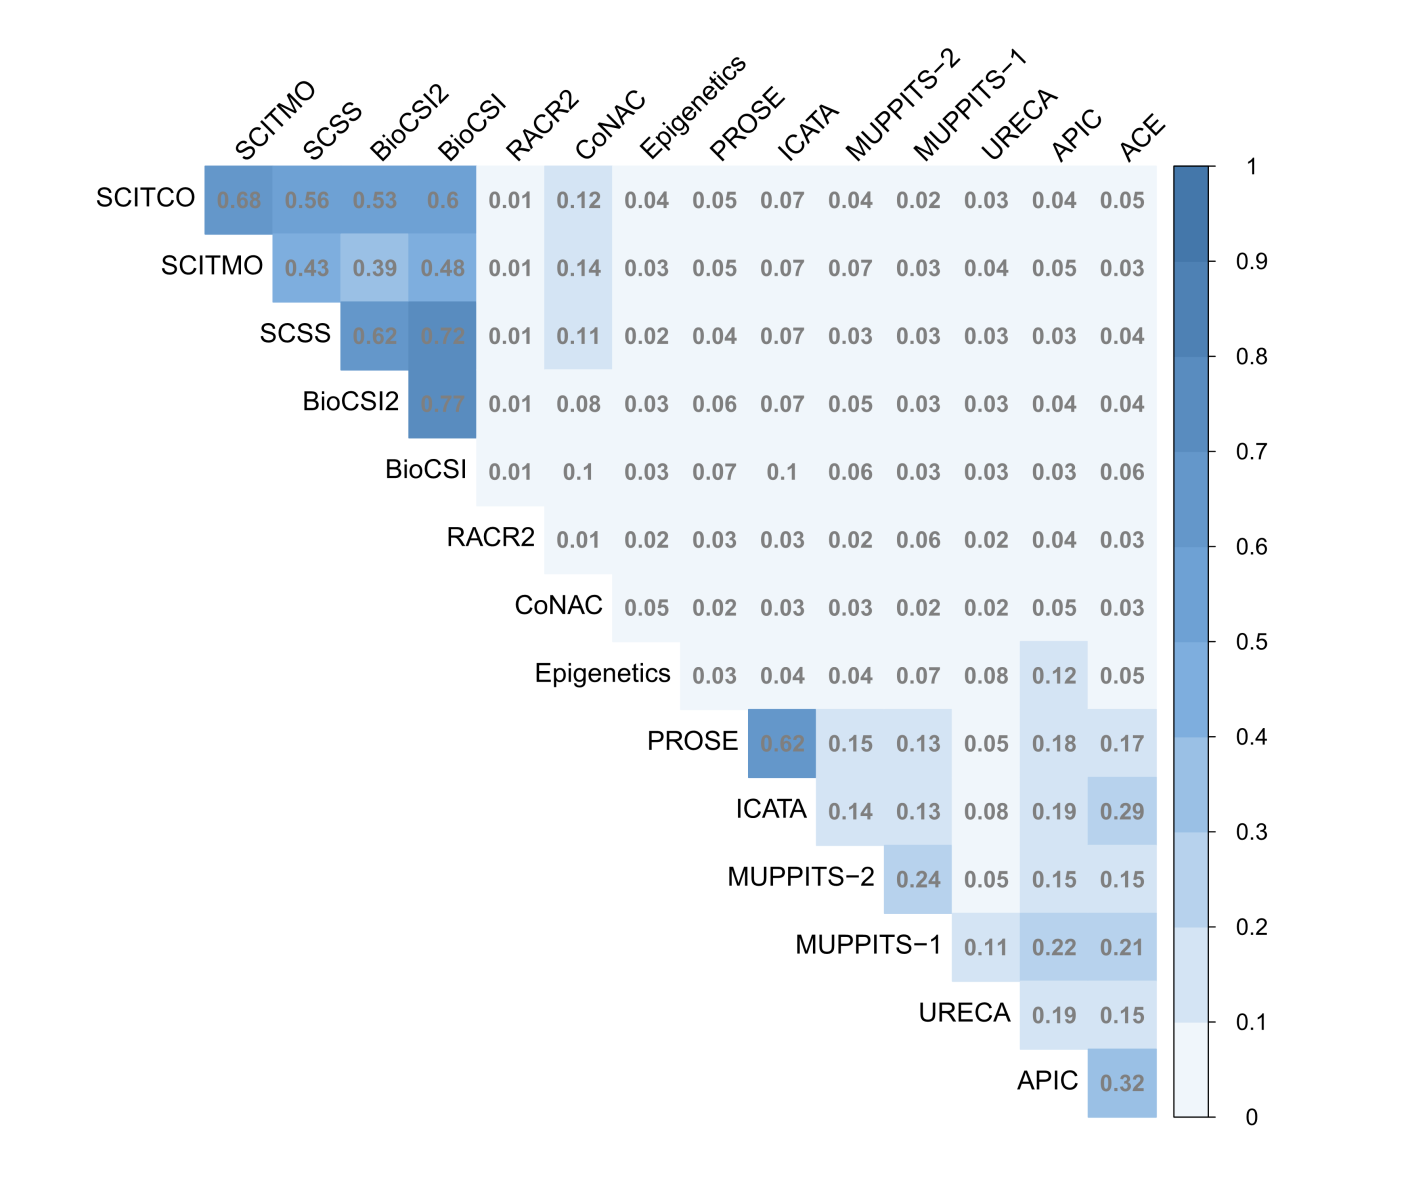 SCITMO SCSS BioCSI2 BioCSI RACR2 CoNAC Epigenetics PROSE ICATA MUPPITS−2 MUPPITS−1 URECA APIC ACE
SCITCO 0.68 0.56 0.53 0.6 0.01 0.12 0.04 0.05 0.07 0.04 0.02 0.03 0.04 0.05
SCITMO 0.43 0.39 0.48 0.01 0.14 0.03 0.05 0.07 0.07 0.03 0.04 0.05 0.03
SCSS 0.62 0.72 0.01 0.11 0.02 0.04 0.07 0.03 0.03 0.03 0.03 0.04
BioCSI2 0.77 0.01 0.08 0.03 0.06 0.07 0.05 0.03 0.03 0.04 0.04
BioCSI 0.01 0.1 0.03 0.07 0.1 0.06 0.03 0.03 0.03 0.06
RACR2 0.01 0.02 0.03 0.03 0.02 0.06 0.02 0.04 0.03
CoNAC 0.05 0.02 0.03 0.03 0.02 0.02 0.05 0.03
Epigenetics 0.03 0.04 0.04 0.07 0.08 0.12 0.05
PROSE 0.62 0.15 0.13 0.05 0.18 0.17
ICATA 0.14 0.13 0.08 0.19 0.29
MUPPITS−2 0.24 0.05 0.15 0.15
MUPPITS−1 0.11 0.22 0.21
URECA 0.19 0.15
APIC 0.32
1
0.9
0.8
0.7
0.6
0.5
0.4
0.3
0.2
0.1
0